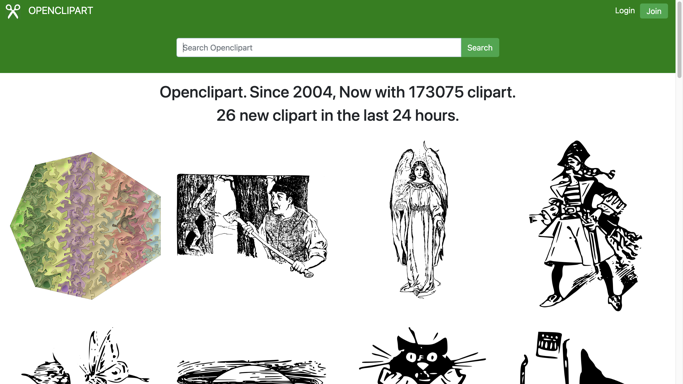 OPENCLIPART
Login
Join
Search Openclipart
Search
Openclipart. Since 2004, Now with 173075 clipart.
26 new clipart in the last 24 hours.